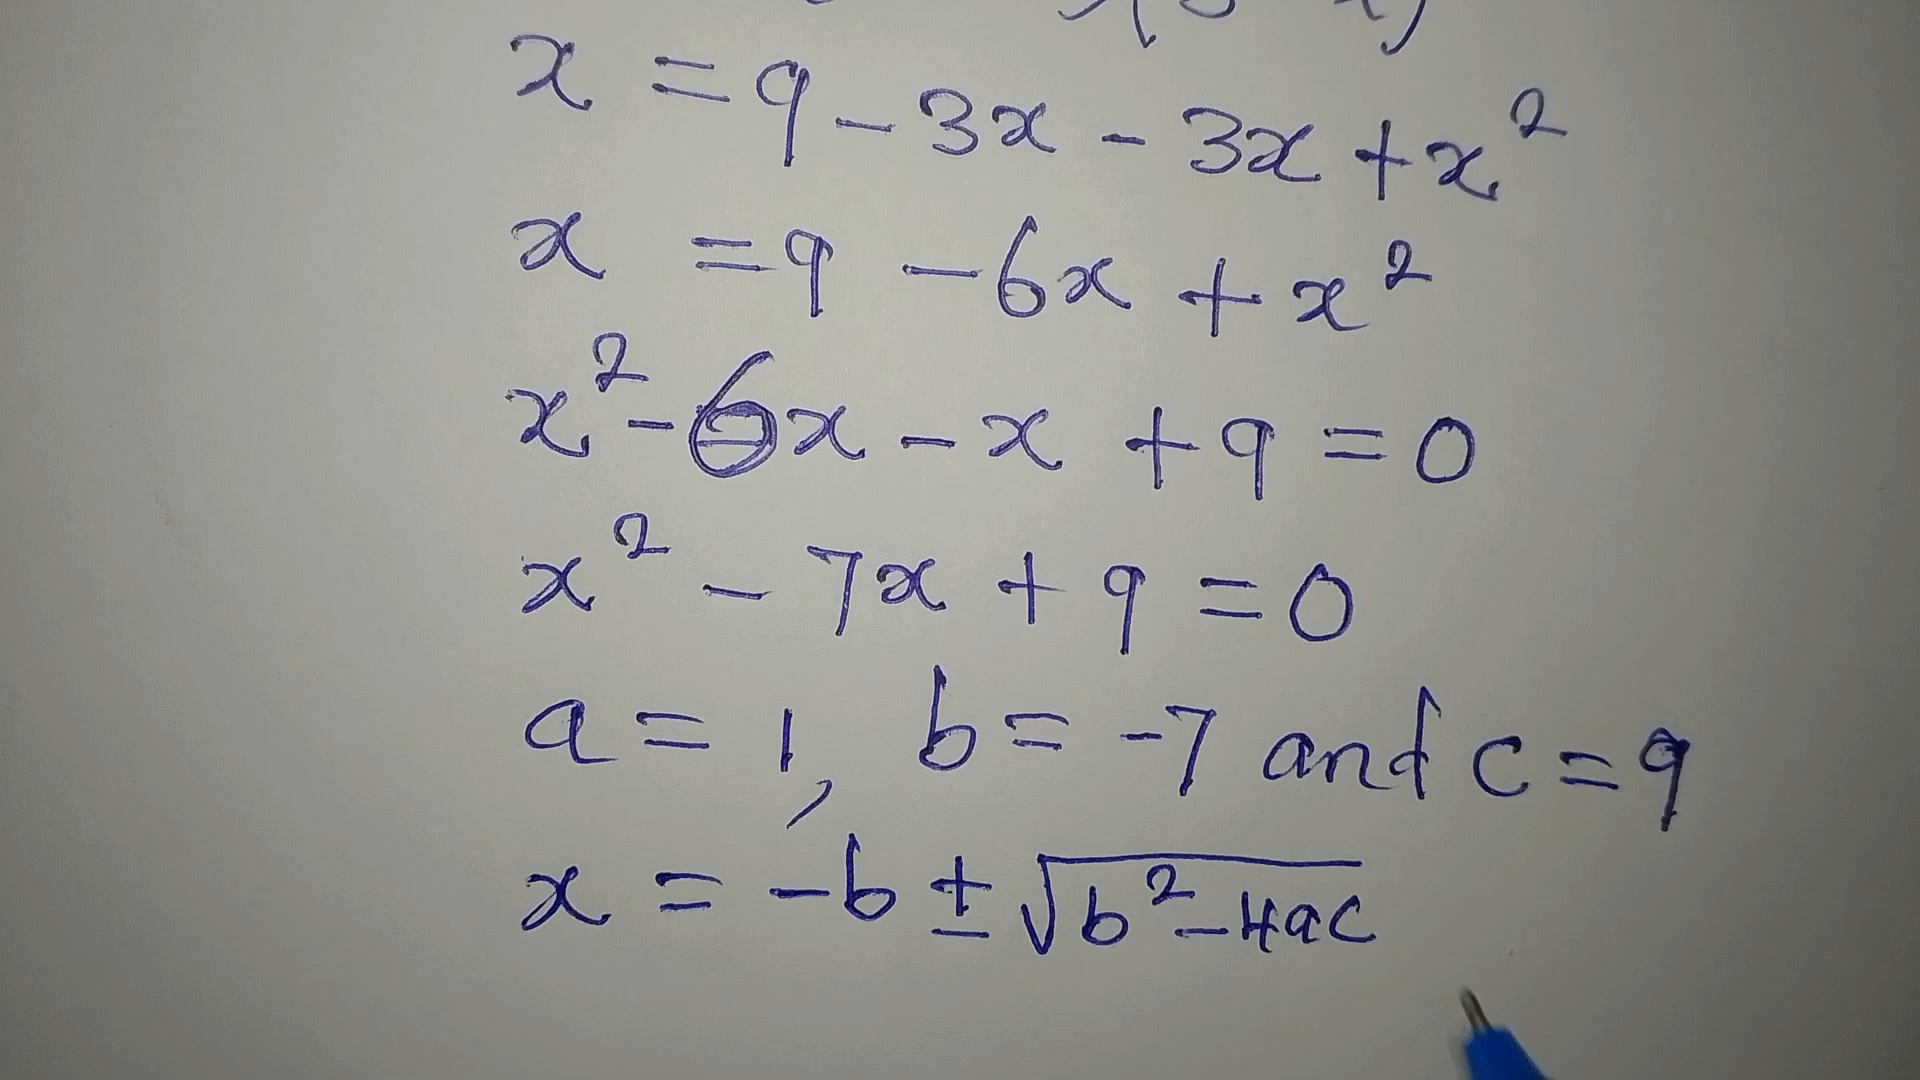 x = 9 - 3x - 3x + x²
x = 9 - 6x + x²
x² - 6x - x + 9 = 0
x² - 7x + 9 = 0
a = 1, b = -7 and c = 9
x = -b ± √b² - 4ac